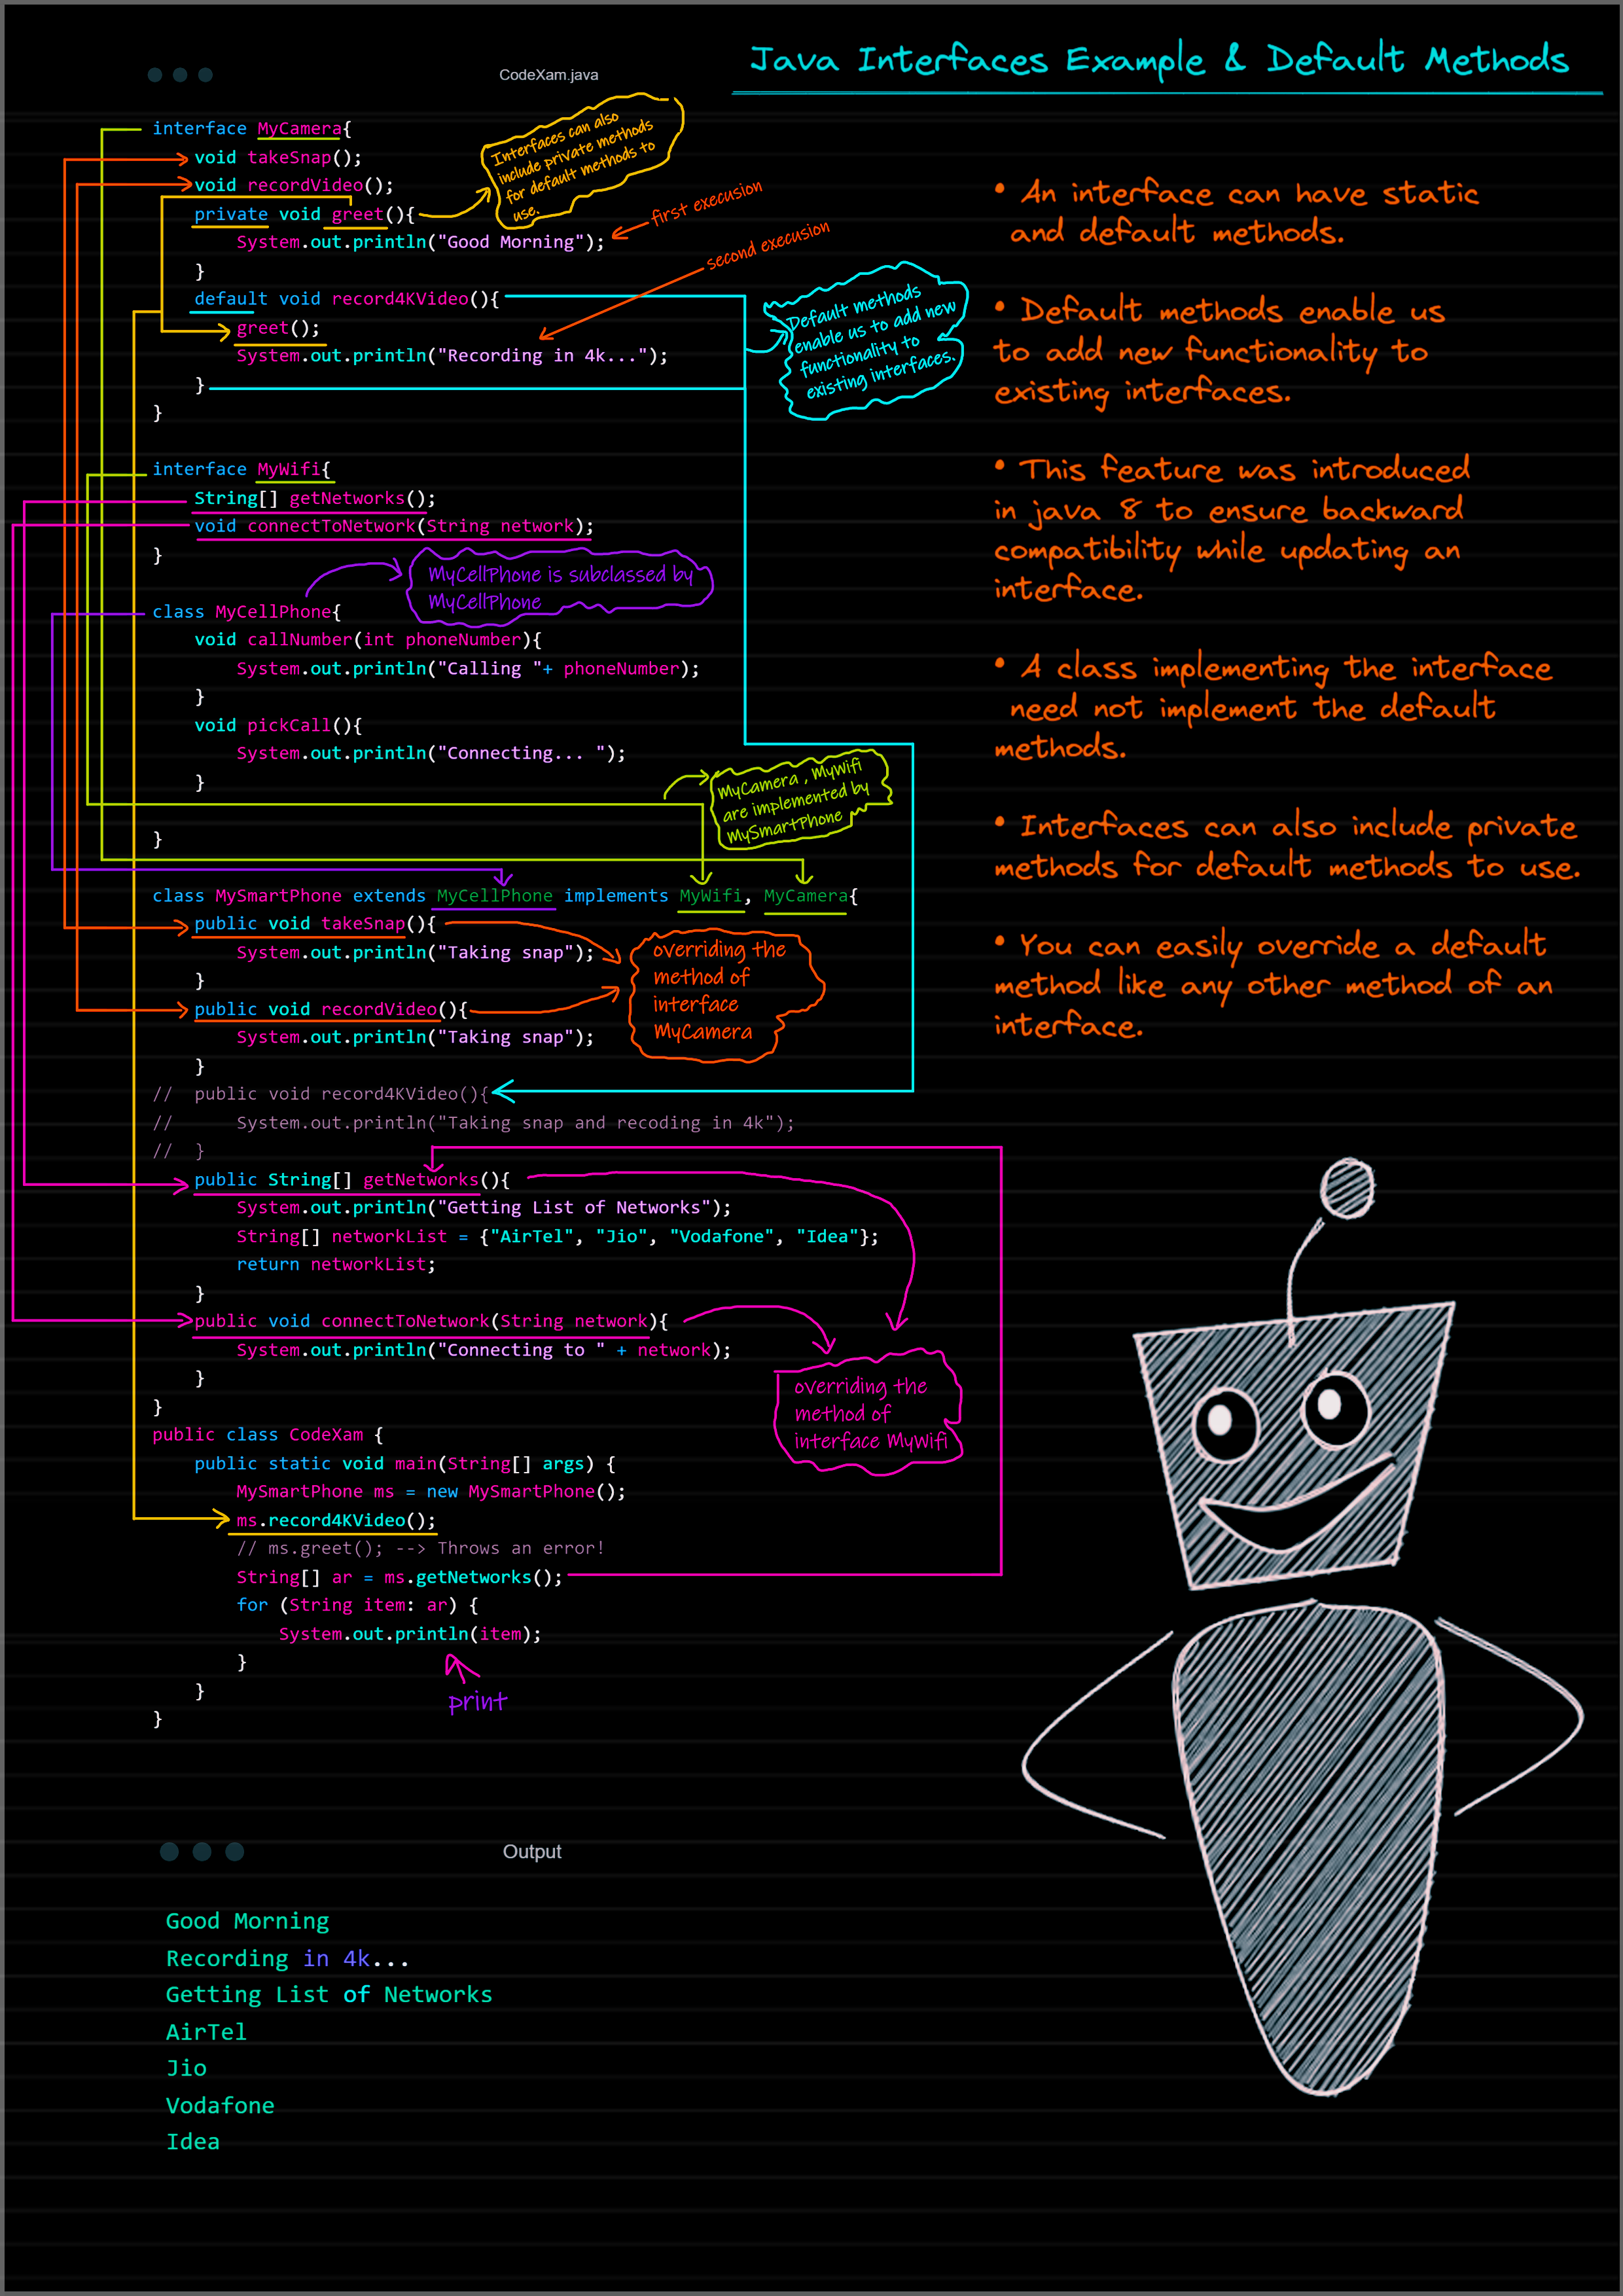 Java Interfaces Example & Default Methods
CodeXam.java
interface MyCamera{
void takeSnap();
void recordVideo();
private void greet(){
System.out.println("Good Morning");
}
default void record4KVideo(){
greet();
System.out.println("Recording in 4k...");
}
}
Interfaces can also
include private methods
for default methods to
use.
first execusion
second execusion
Default methods
enable us to add new
functionality to
existing interfaces.
interface MyWifi{
String[] getNetworks();
void connectToNetwork(String network);
}
MyCellPhone is subclassed by
MyCellPhone
class MyCellPhone{
void callNumber(int phoneNumber){
System.out.println("Calling "+ phoneNumber);
}
void pickCall(){
System.out.println("Connecting... ");
}
}
MyCamera , MyWifi
are implemented by
MySmartPhone
class MySmartPhone extends MyCellPhone implements MyWifi, MyCamera{
public void takeSnap(){
System.out.println("Taking snap");
}
public void recordVideo(){
System.out.println("Taking snap");
}
overriding the
method of
interface
MyCamera
// public void record4KVideo(){
// System.out.println("Taking snap and recoding in 4k");
// }
public String[] getNetworks(){
System.out.println("Getting List of Networks");
String[] networkList = {"AirTel", "Jio", "Vodafone", "Idea"};
return networkList;
}
public void connectToNetwork(String network){
System.out.println("Connecting to " + network);
}
}
overriding the
method of
interface MyWifi
public class CodeXam {
public static void main(String[] args) {
MySmartPhone ms = new MySmartPhone();
ms.record4KVideo();
// ms.greet(); --> Throws an error!
String[] ar = ms.getNetworks();
for (String item: ar) {
System.out.println(item);
}
}
}
print
• An interface can have static
and default methods.
• Default methods enable us
to add new functionality to
existing interfaces.
• This feature was introduced
in java 8 to ensure backward
compatibility while updating an
interface.
• A class implementing the interface
need not implement the default
methods.
• Interfaces can also include private
methods for default methods to use.
• You can easily override a default
method like any other method of an
interface.
Output
Good Morning
Recording in 4k...
Getting List of Networks
AirTel
Jio
Vodafone
Idea